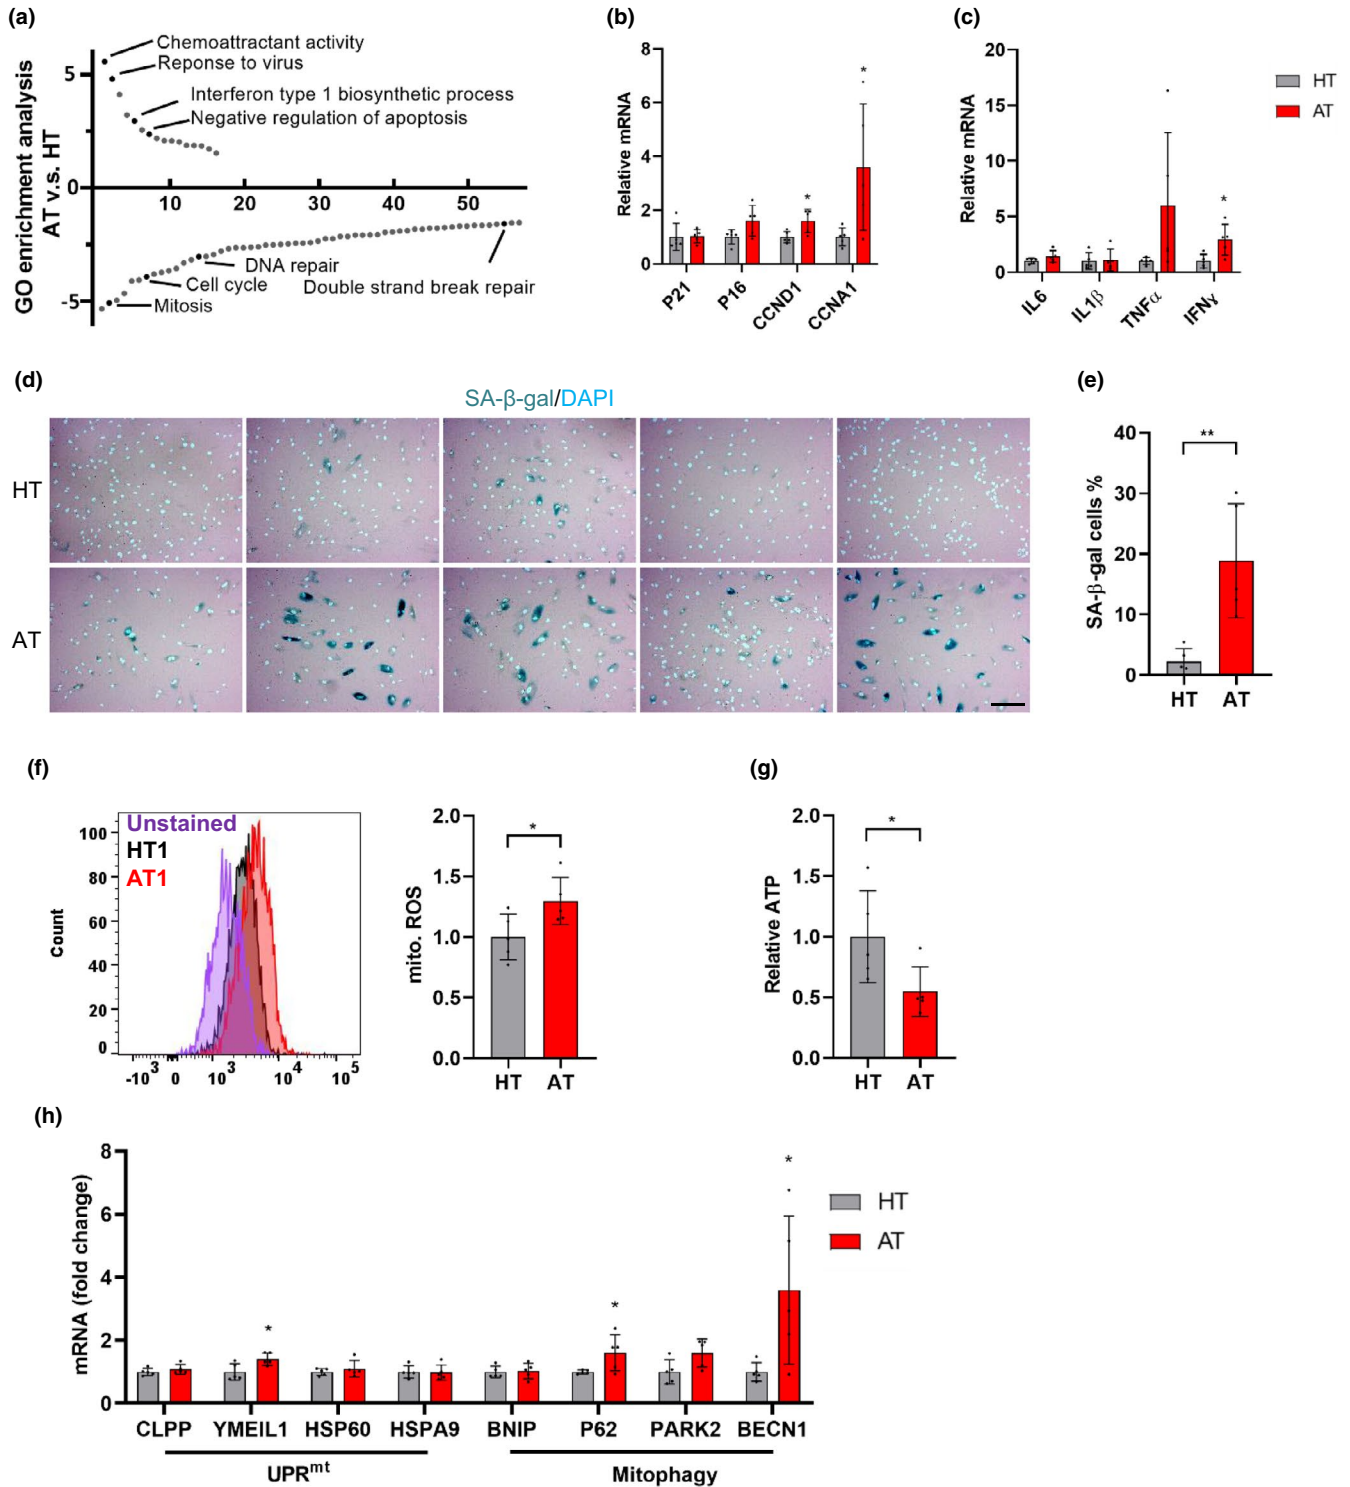 (a)
GO enrichment analysis
AT v.s. HT
5
0
-5
10
20
30
40
50
Chemoattractant activity
Reponse to virus
Interferon type 1 biosynthetic process
Negative regulation of apoptosis
DNA repair
Cell cycle
Double strand break repair
Mitosis
(b)
Relative mRNA
8
6
4
2
0
*
*
P21
P16
CCND1
CCNA1
(c)
Relative mRNA
20
15
10
5
0
*
IL6
IL1β
TNFα
IFNγ
HT
AT
(d)
SA-β-gal/DAPI
HT
AT
(e)
SA-β-gal cells %
40
30
20
10
0
**
HT
AT
(f)
Unstained
HT1
AT1
Count
100
80
60
40
20
0
-10³
0
10³
10⁴
10⁵
mito. ROS
2.0
1.5
1.0
0.5
0.0
*
HT
AT
(g)
Relative ATP
2.0
1.5
1.0
0.5
0.0
*
HT
AT
(h)
mRNA (fold change)
8
6
4
2
0
*
*
*
HT
AT
CLPP
YMEIL1
HSP60
HSPA9
BNIP
P62
PARK2
BECN1
UPRᵐᵗ
Mitophagy